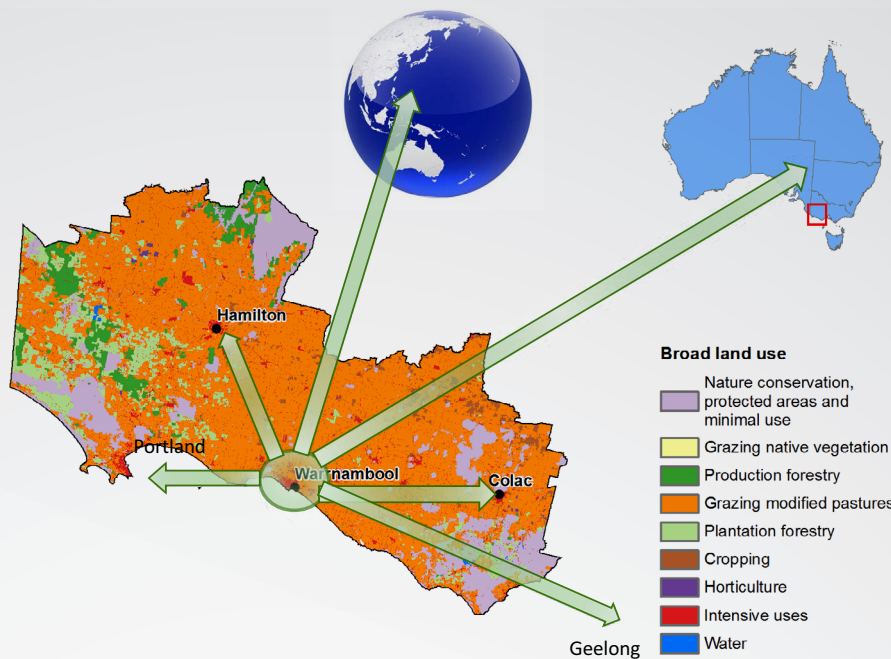 Hamilton
Portland
Warrnambool
Colac
Geelong
Broad land use
Nature conservation,
protected areas and
minimal use
Grazing native vegetation
Production forestry
Grazing modified pastures
Plantation forestry
Cropping
Horticulture
Intensive uses
Water